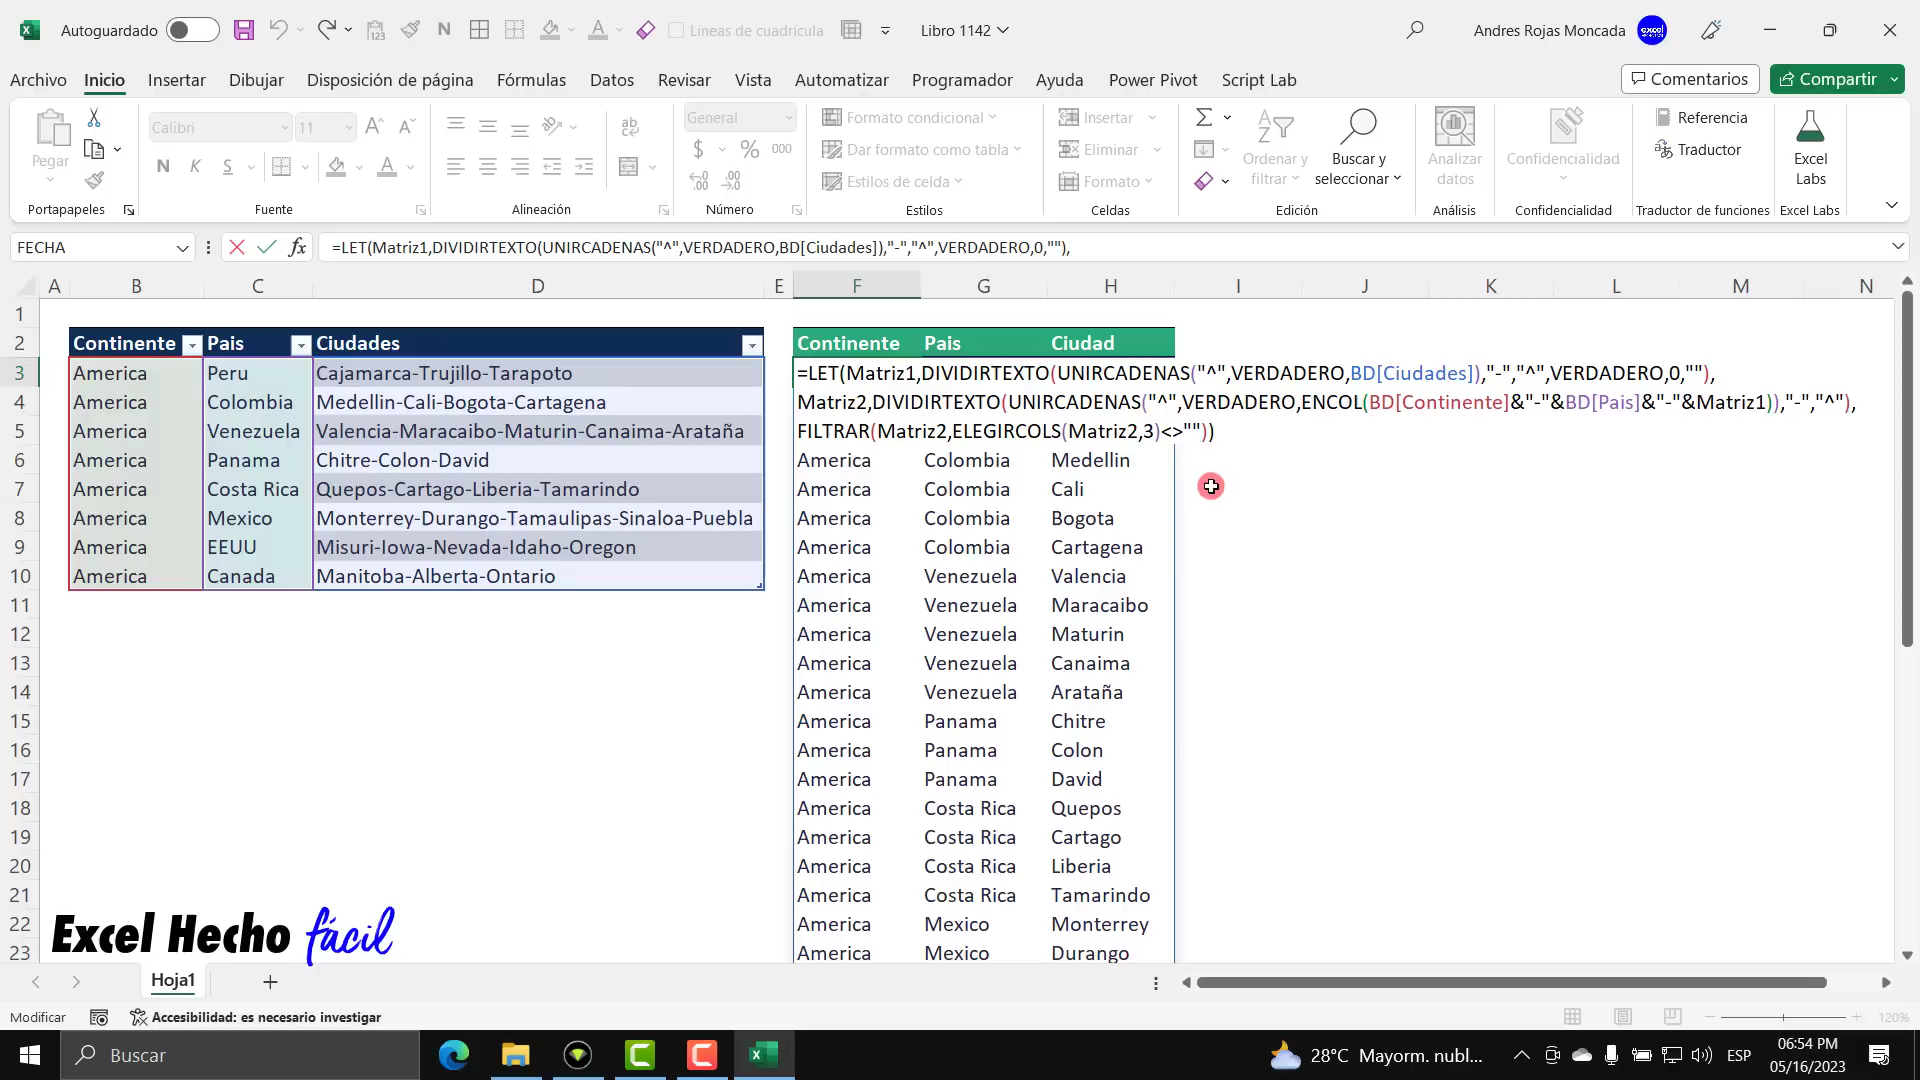 Autoguardado
Líneas de cuadrícula
Libro 1142
Andres Rojas Moncada
Archivo Inicio Insertar Dibujar Disposición de página Fórmulas Datos Revisar Vista Automatizar Programador Ayuda Power Pivot Script Lab
Comentarios
Compartir
Pegar
Portapapeles
Calibri 11
N K S
Fuente
Alineación
General
$ % 000
Número
Formato condicional
Dar formato como tabla
Estilos de celda
Estilos
Insertar
Eliminar
Formato
Celdas
Ordenar y filtrar
Buscar y seleccionar
Edición
Analizar datos
Análisis
Confidencialidad
Confidencialidad
Referencia
Traductor
Traductor de funciones
Excel Labs
Excel Labs
FECHA
fx
=LET(Matriz1,DIVIDIRTEXTO(UNIRCADENAS("^",VERDADERO,BD[Ciudades]),"-","^",VERDADERO,0,""),
A B C D E F G H I J K L M N
1
2 Continente Pais Ciudades Continente Pais Ciudad
3 America Peru Cajamarca-Trujillo-Tarapoto =LET(Matriz1,DIVIDIRTEXTO(UNIRCADENAS("^",VERDADERO,BD[Ciudades]),"-","^",VERDADERO,0,""),
4 America Colombia Medellin-Cali-Bogota-Cartagena Matriz2,DIVIDIRTEXTO(UNIRCADENAS("^",VERDADERO,ENCOL(BD[Continente]&"-"&BD[Pais]&"-"&Matriz1)),"-","^"),
5 America Venezuela Valencia-Maracaibo-Maturin-Canaima-Arataña FILTRAR(Matriz2,ELEGIRCOLS(Matriz2,3)<>""))
6 America Panama Chitre-Colon-David America Colombia Medellin
7 America Costa Rica Quepos-Cartago-Liberia-Tamarindo America Colombia Cali
8 America Mexico Monterrey-Durango-Tamaulipas-Sinaloa-Puebla America Colombia Bogota
9 America EEUU Misuri-Iowa-Nevada-Idaho-Oregon America Colombia Cartagena
10 America Canada Manitoba-Alberta-Ontario America Venezuela Valencia
11 America Venezuela Maracaibo
12 America Venezuela Maturin
13 America Venezuela Canaima
14 America Venezuela Arataña
15 America Panama Chitre
16 America Panama Colon
17 America Panama David
18 America Costa Rica Quepos
19 America Costa Rica Cartago
20 America Costa Rica Liberia
21 America Costa Rica Tamarindo
22 America Mexico Monterrey
23 America Mexico Durango
Excel Hecho fácil
Hoja1
Modificar
Accesibilidad: es necesario investigar
120%
Buscar
28°C Mayorm. nubl...
ESP
06:54 PM
05/16/2023